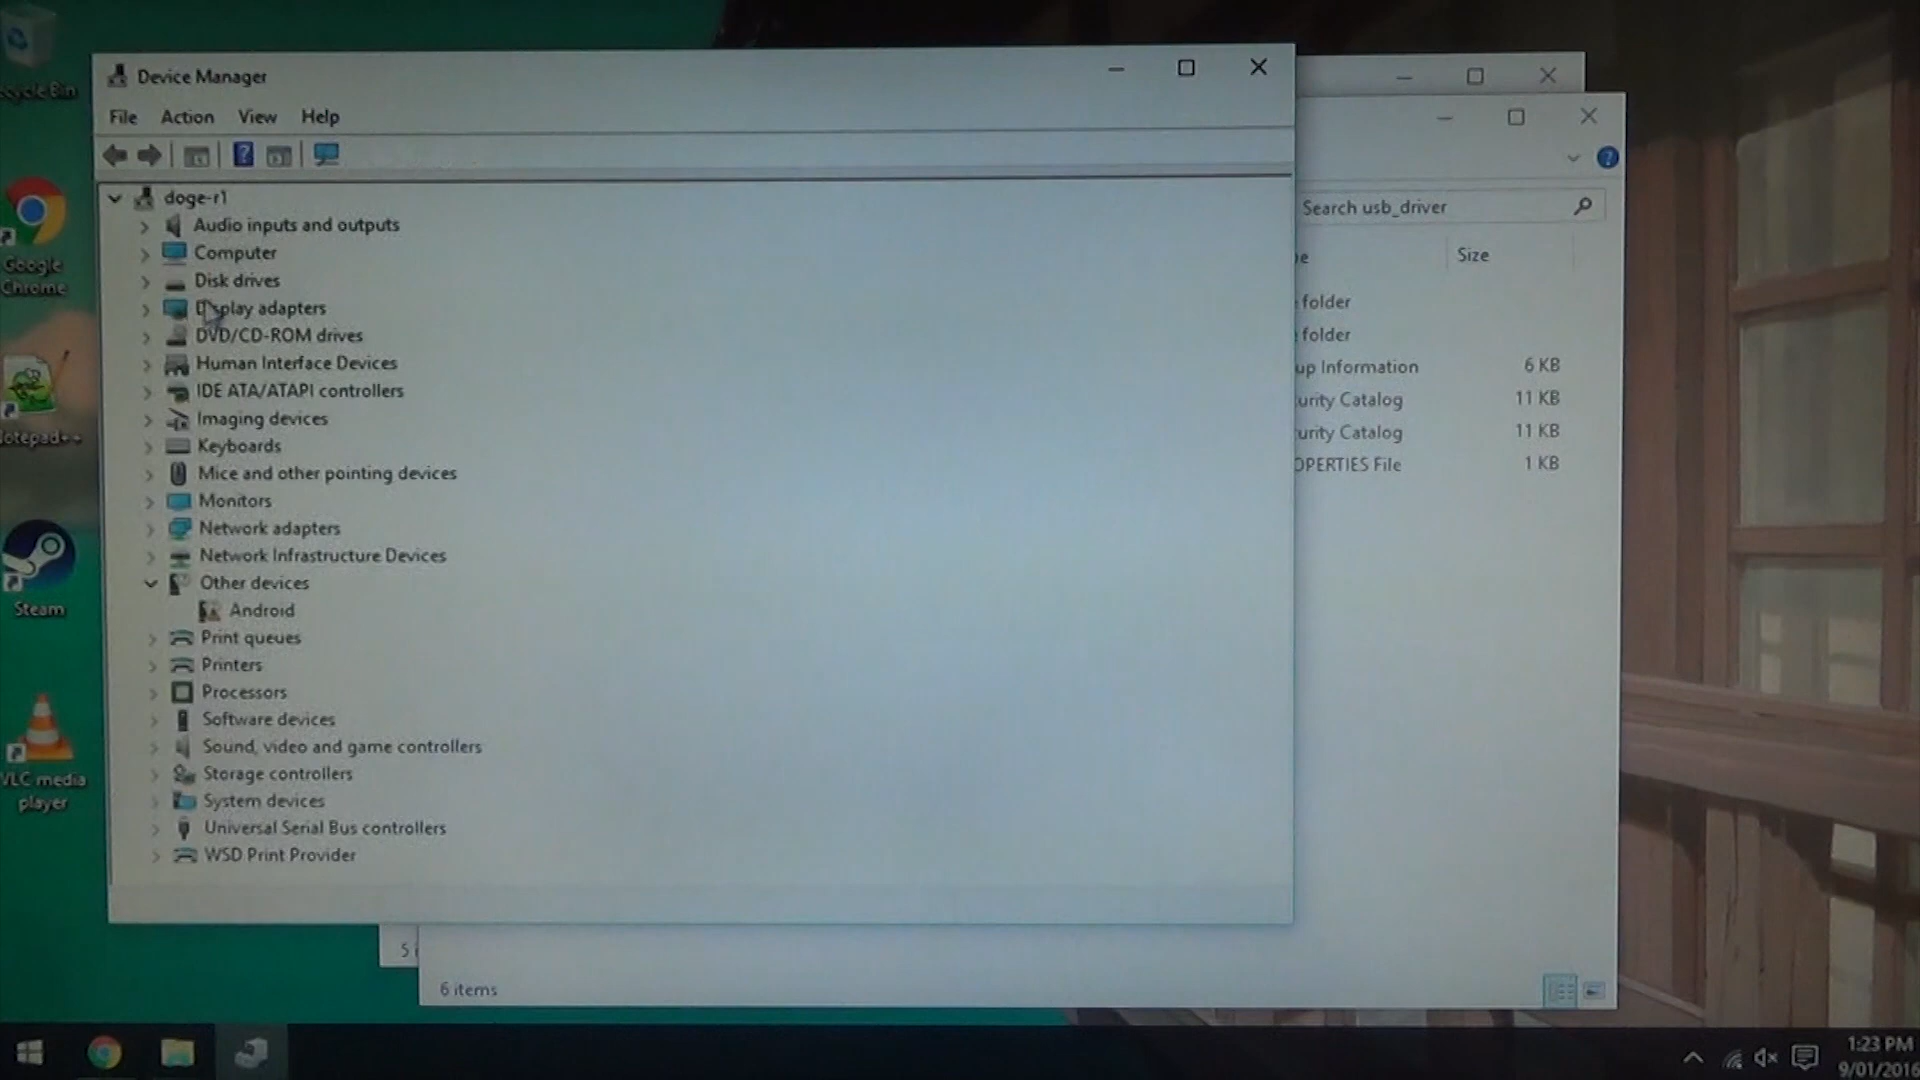 Device Manager
File Action View Help
doge-r1
Audio inputs and outputs
Computer
Disk drives
Display adapters
DVD/CD-ROM drives
Human Interface Devices
IDE ATA/ATAPI controllers
Imaging devices
Keyboards
Mice and other pointing devices
Monitors
Network adapters
Network Infrastructure Devices
Other devices
Android
Print queues
Printers
Processors
Software devices
Sound, video and game controllers
Storage controllers
System devices
Universal Serial Bus controllers
WSD Print Provider
Search usb_driver
Size
folder
folder
up Information 6 KB
urity Catalog 11 KB
urity Catalog 11 KB
OPERTIES File 1 KB
5 i
6 items
ecycle Bin
Google
Chrome
Notepad++
Steam
VLC media
player
1:23 PM
9/01/2016